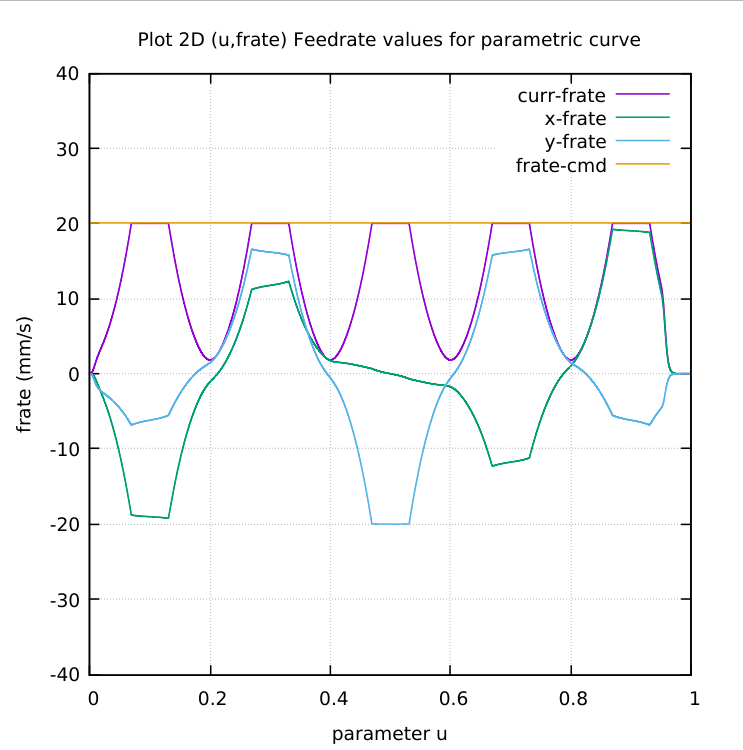 Plot 2D (u,frate) Feedrate values for parametric curve
curr-frate
x-frate
y-frate
frate-cmd
40
30
20
10
0
-10
-20
-30
-40
frate (mm/s)
0 0.2 0.4 0.6 0.8 1
parameter u